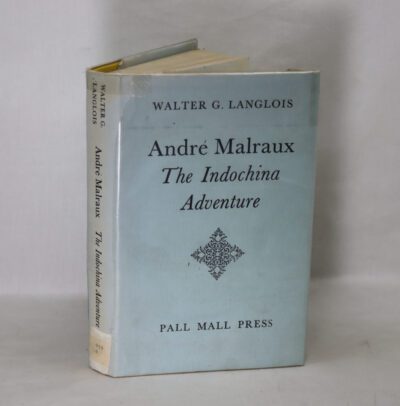 WALTER G. LANGLOIS
André Malraux
The Indochina
Adventure
PALL MALL PRESS
WALTER G.
LANGLOIS
André Malraux The Indochina Adventure